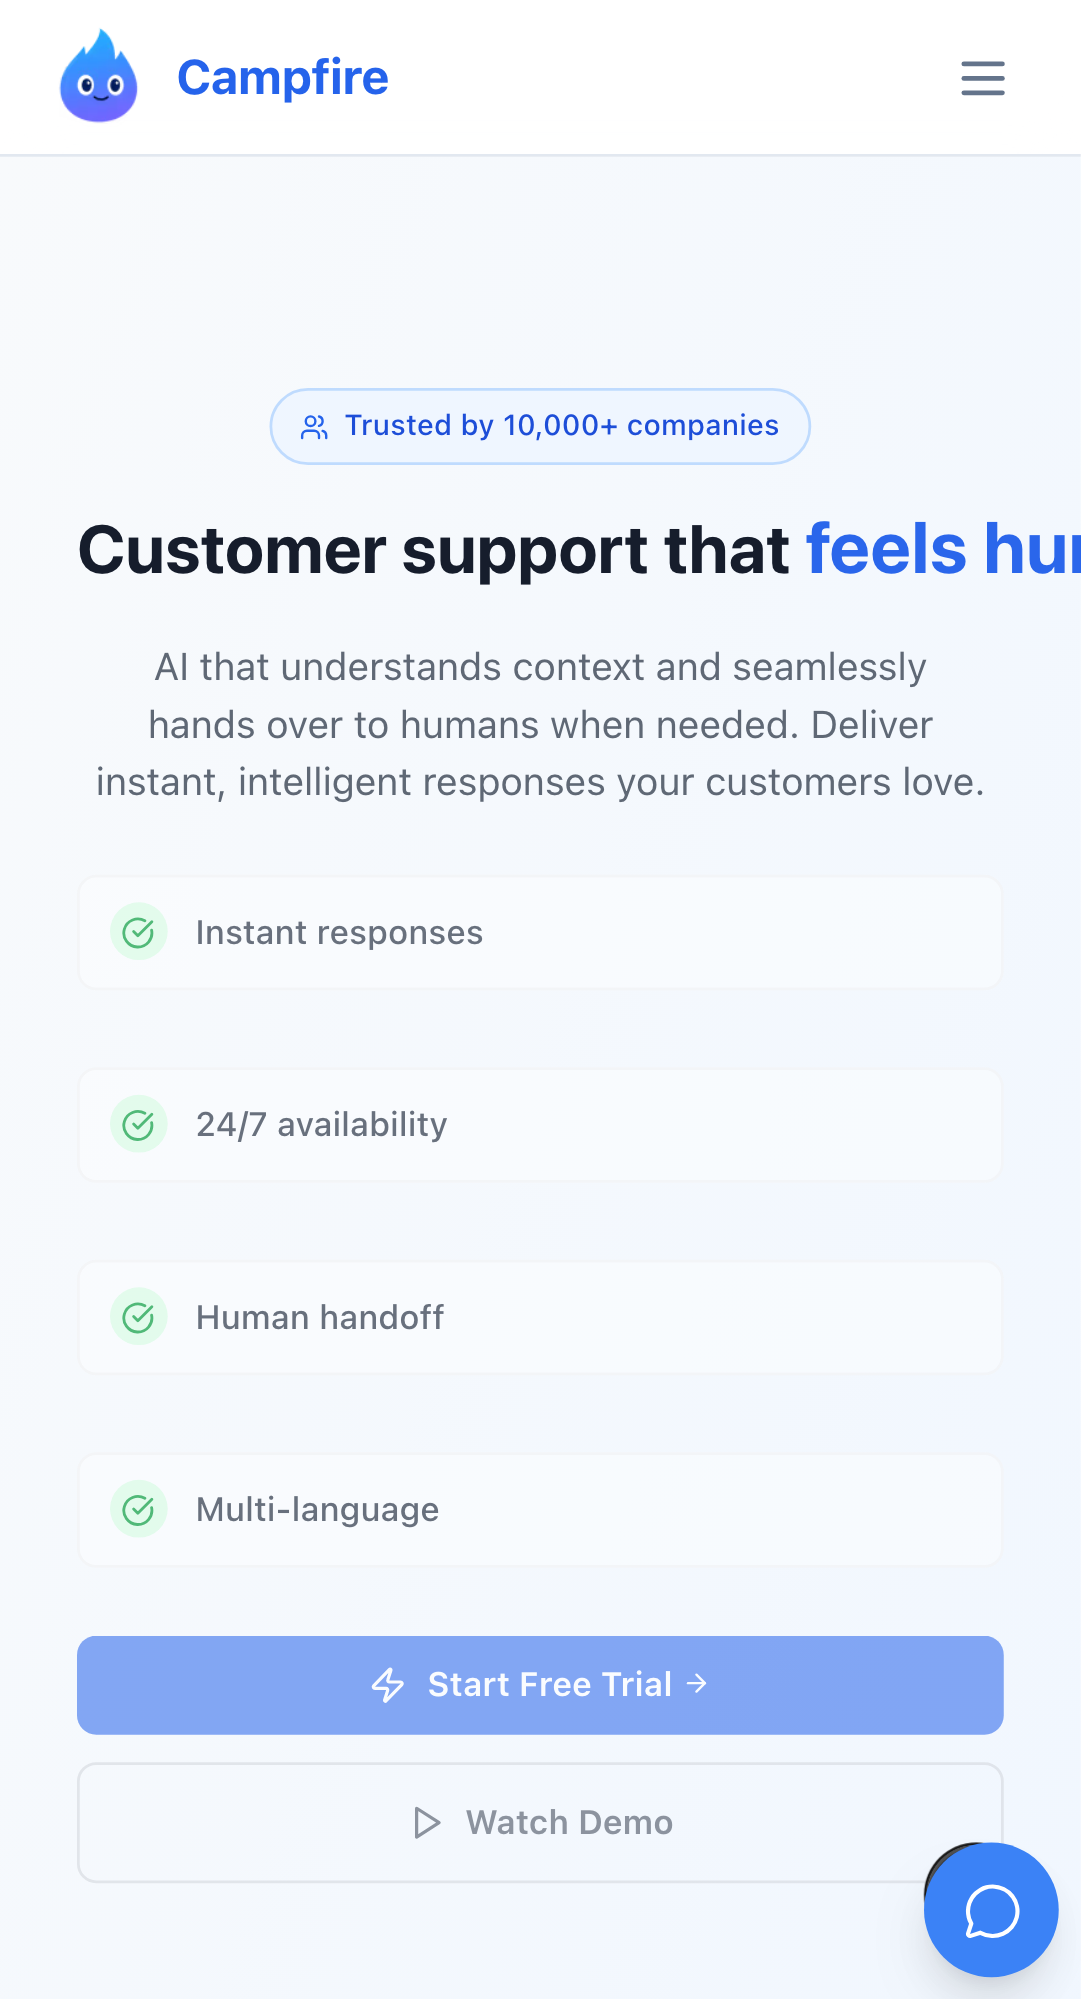 Campfire
Trusted by 10,000+ companies
Customer support that feels
AI that understands context and seamlessly
hands over to humans when needed. Deliver
instant, intelligent responses your customers love.
Instant responses
24/7 availability
Human handoff
Multi-language
Start Free Trial →
Watch Demo